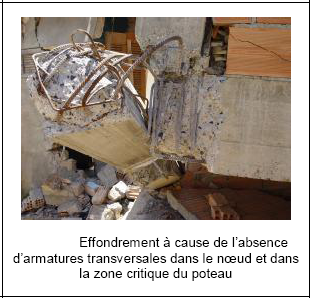 Effondrement à cause de l'absence
d'armatures transversales dans le nœud et dans
la zone critique du poteau